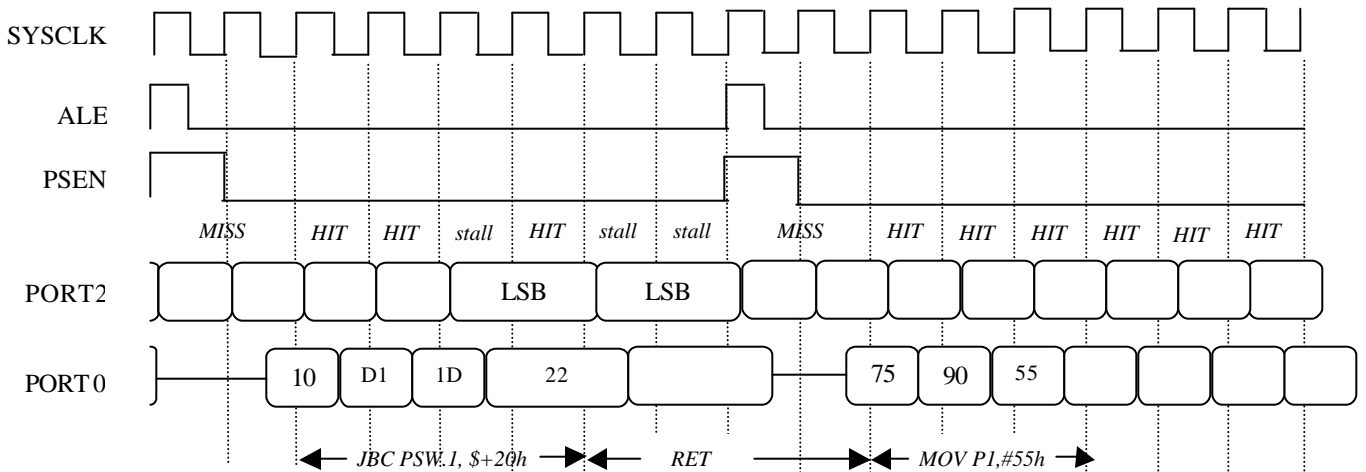 SYSCLK
ALE
PSEN
MISS HIT HIT stall HIT stall stall MISS HIT HIT HIT HIT HIT HIT
PORT2 LSB LSB
PORT0 10 D1 1D 22 75 90 55
JBC PSW.1, $+20h RET MOV P1,#55h